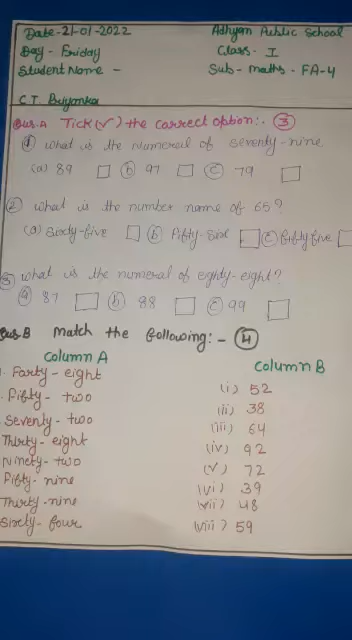 Date-21-01-2022 Adhyan Public School
Day - Friday Class - I
Student Name - Sub - maths - FA-4
C.T Priyanka
Ques.A Tick(✓) the correct option:- ③
① what is the numeral of seventy-nine
(a) 89 ⓑ 97 ⓒ 79
② what is the number name of 65?
(a) sixty-five ⓑ fifty-six ⓒ fifty five
③ what is the numeral of eighty-eight?
ⓐ 87 ⓑ 88 ⓒ 99
Ques B Match the following:- ④
Column A Column B
Forty-eight (i) 52
Fifty-two (ii) 38
Seventy-two (iii) 64
Thirty-eight (iv) 92
Ninety-two (v) 72
Fifty-nine (vi) 39
Thirty-nine (vii) 48
Sixty-four (viii) 59